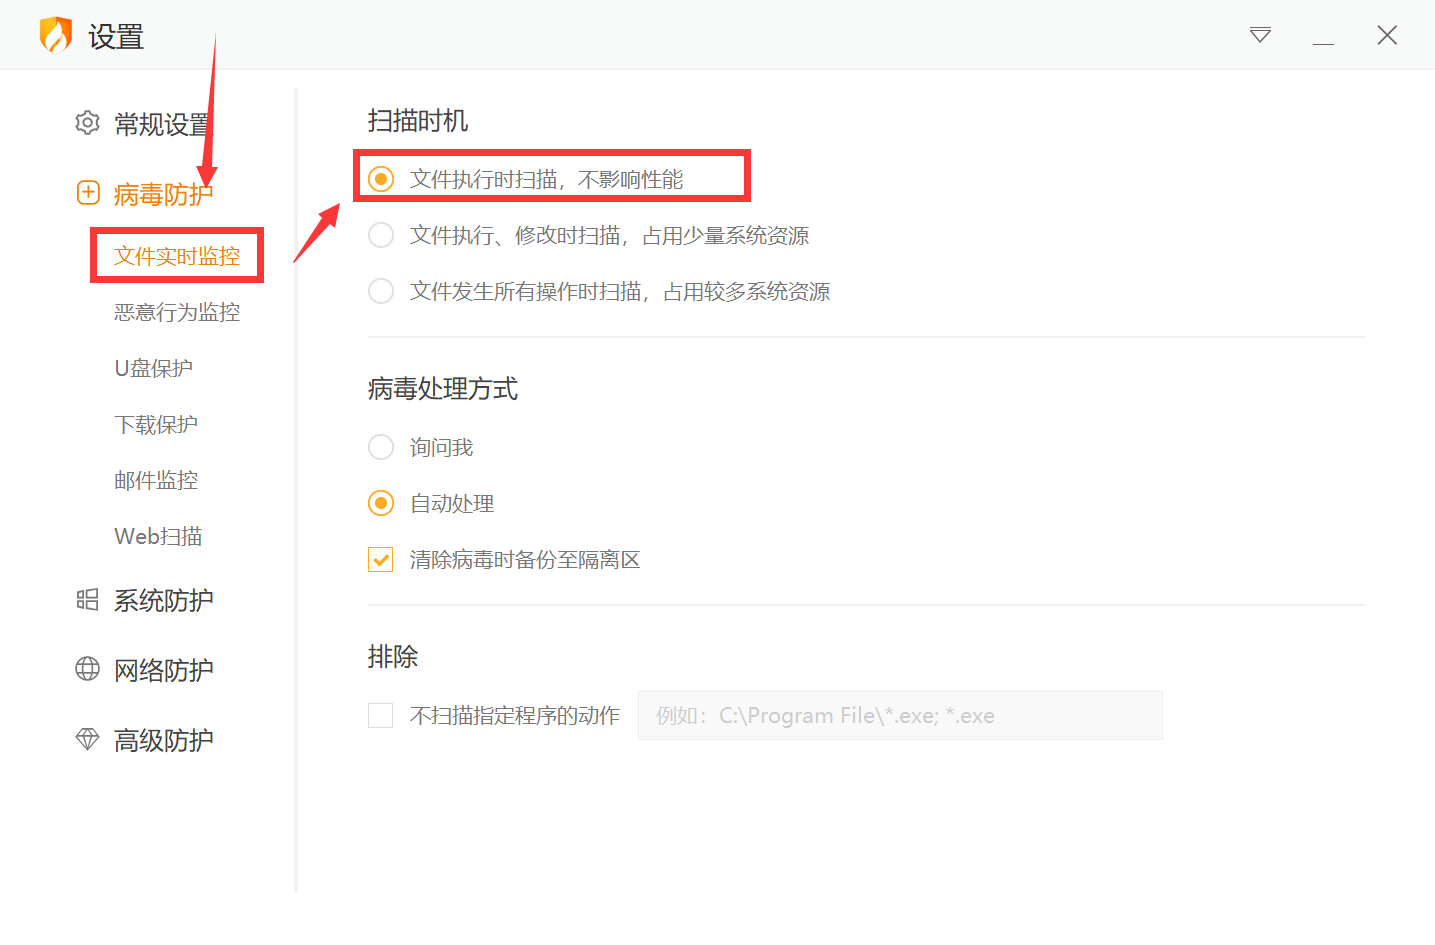 设置
常规设置
病毒防护
文件实时监控
恶意行为监控
U盘保护
下载保护
邮件监控
Web扫描
系统防护
网络防护
高级防护
扫描时机
文件执行时扫描，不影响性能
文件执行、修改时扫描，占用少量系统资源
文件发生所有操作时扫描，占用较多系统资源
病毒处理方式
询问我
自动处理
清除病毒时备份至隔离区
排除
不扫描指定程序的动作
例如：C:\Program File\*.exe; *.exe